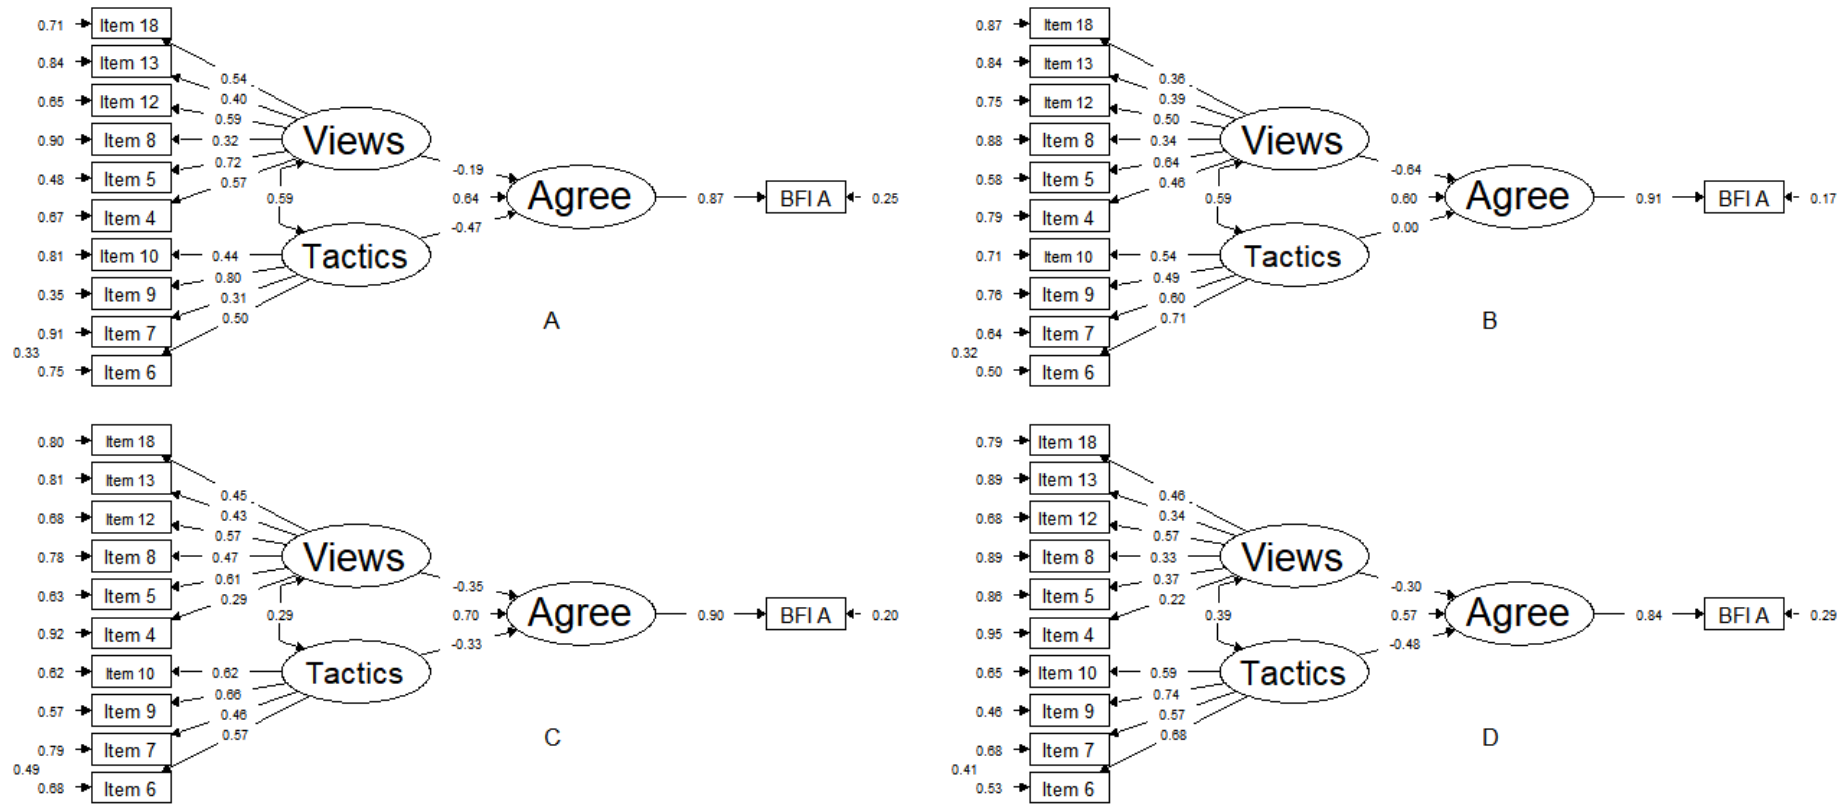 0.71 Item 18
0.84 Item 13
0.54
0.65 Item 12
0.40
0.59
0.90 Item 8
0.32
Views
0.72
0.48 Item 5
0.57
-0.19
0.67 Item 4
0.59
0.64
Agree
0.87
BFI A
0.25
-0.47
0.81 Item 10
0.44
Tactics
0.80
0.35 Item 9
0.31
0.50
0.91 Item 7
A
0.33
0.75 Item 6
0.87 Item 18
0.84 Item 13
0.36
0.75 Item 12
0.39
0.50
0.88 Item 8
0.34
Views
0.64
0.58 Item 5
0.46
-0.64
0.79 Item 4
0.59
0.60
Agree
0.91
BFI A
0.17
0.00
0.71 Item 10
0.54
Tactics
0.49
0.76 Item 9
0.60
0.71
0.64 Item 7
B
0.32
0.50 Item 6
0.80 Item 18
0.81 Item 13
0.45
0.68 Item 12
0.43
0.57
0.78 Item 8
0.47
Views
0.61
0.63 Item 5
0.29
-0.35
0.92 Item 4
0.29
0.70
Agree
0.90
BFI A
0.20
-0.33
0.62 Item 10
0.62
Tactics
0.66
0.57 Item 9
0.46
0.57
0.79 Item 7
C
0.49
0.68 Item 6
0.79 Item 18
0.89 Item 13
0.46
0.68 Item 12
0.34
0.57
0.89 Item 8
0.33
Views
0.37
0.86 Item 5
0.22
-0.30
0.95 Item 4
0.39
0.57
Agree
0.84
BFI A
0.29
-0.48
0.65 Item 10
0.59
Tactics
0.74
0.46 Item 9
0.57
0.68
0.68 Item 7
D
0.41
0.53 Item 6